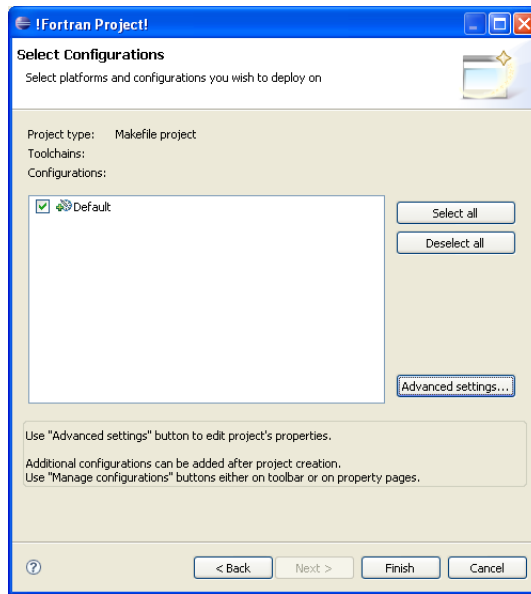 !Fortran Project!
Select Configurations
Select platforms and configurations you wish to deploy on
Project type: Makefile project
Toolchains:
Configurations:
Default
Select all
Deselect all
Advanced settings...
Use "Advanced settings" button to edit project's properties.
Additional configurations can be added after project creation.
Use "Manage configurations" buttons either on toolbar or on property pages.
?
< Back
Next >
Finish
Cancel